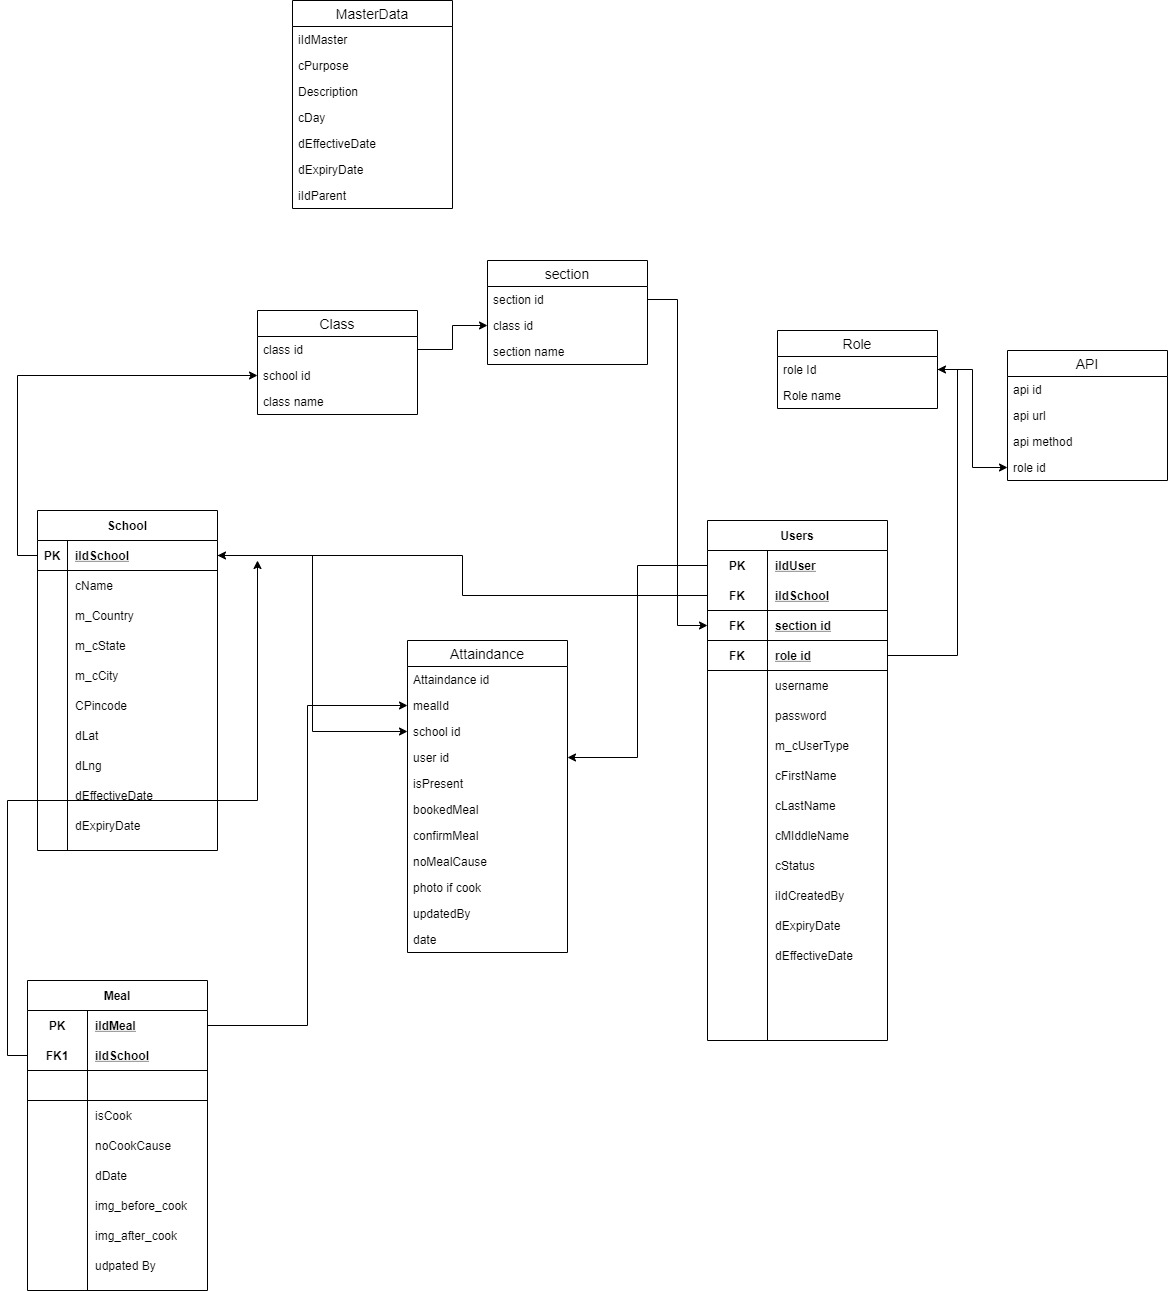 MasterData
iIdMaster
cPurpose
Description
cDay
dEffectiveDate
dExpiryDate
iIdParent
section
section id
class id
section name
Class
class id
school id
class name
Role
role Id
Role name
API
api id
api url
api method
role id
School
PK iIdSchool
cName
m_Country
m_cState
m_cCity
CPincode
dLat
dLng
dEffectiveDate
dExpiryDate
Users
PK iIdUser
FK iIdSchool
FK section id
FK role id
username
password
m_cUserType
cFirstName
cLastName
cMIddleName
cStatus
iIdCreatedBy
dExpiryDate
dEffectiveDate
Attaindance
Attaindance id
mealId
school id
user id
isPresent
bookedMeal
confirmMeal
noMealCause
photo if cook
updatedBy
date
Meal
PK iIdMeal
FK1 iIdSchool
isCook
noCookCause
dDate
img_before_cook
img_after_cook
udpated By